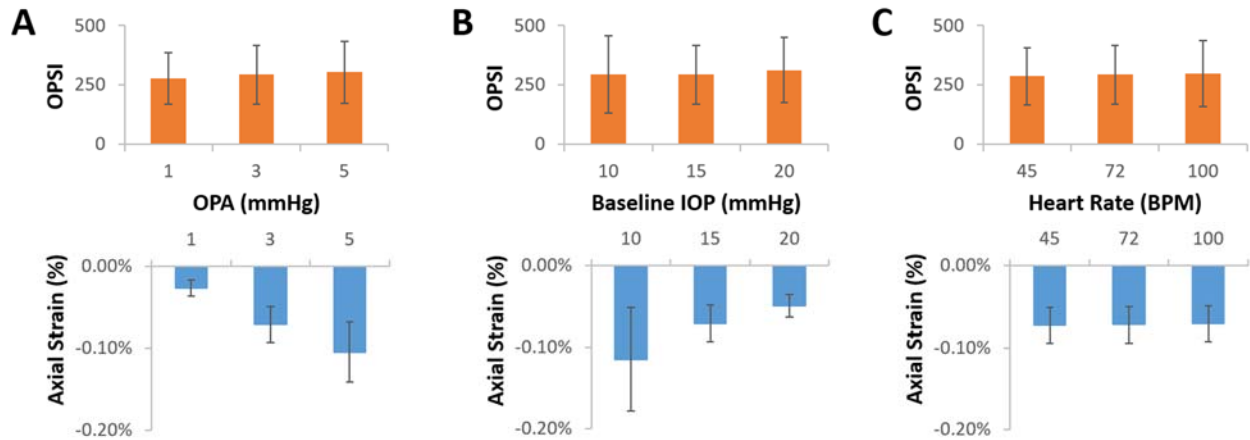 A
500
250
0
OPSI
1 3 5
OPA (mmHg)
1 3 5
0.00%
-0.10%
-0.20%
Axial Strain (%)
B
500
250
0
OPSI
10 15 20
Baseline IOP (mmHg)
10 15 20
0.00%
-0.10%
-0.20%
Axial Strain (%)
C
500
250
0
OPSI
45 72 100
Heart Rate (BPM)
45 72 100
0.00%
-0.10%
-0.20%
Axial Strain (%)